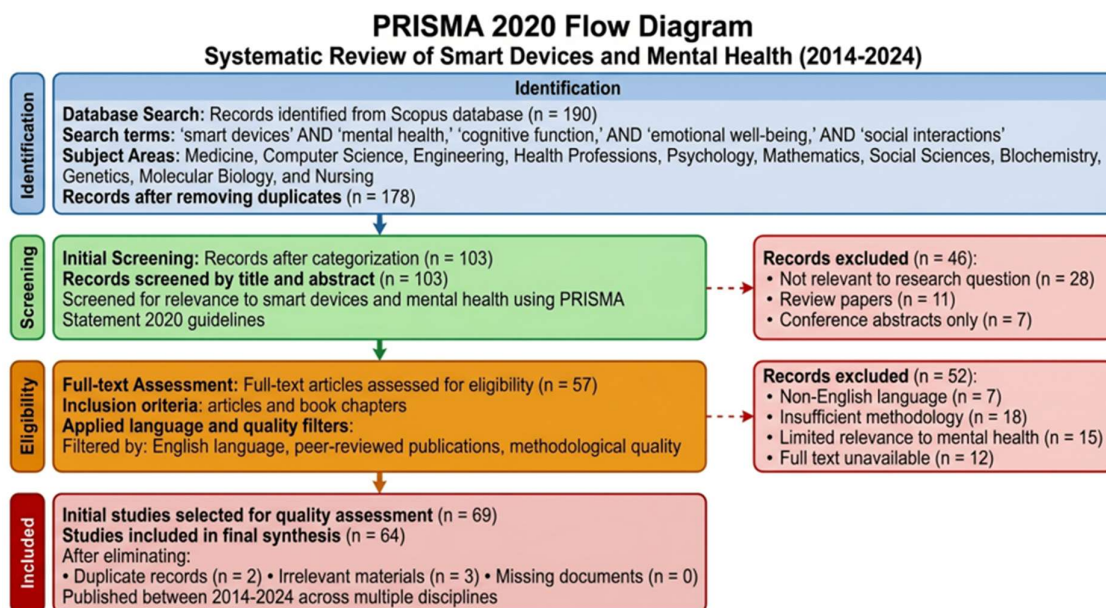 PRISMA 2020 Flow Diagram
Systematic Review of Smart Devices and Mental Health (2014-2024)
Identification
Identification
Database Search: Records identified from Scopus database (n = 190)
Search terms: ‘smart devices’ AND ‘mental health,’ ‘cognitive function,’ AND ‘emotional well-being,’ AND ‘social interactions’
Subject Areas: Medicine, Computer Science, Engineering, Health Professions, Psychology, Mathematics, Social Sciences, Blochemistry,
Genetics, Molecular Biology, and Nursing
Records after removing duplicates (n = 178)
Screening
Initial Screening: Records after categorization (n = 103)
Records screened by title and abstract (n = 103)
Screened for relevance to smart devices and mental health using PRISMA
Statement 2020 guidelines
Records excluded (n = 46):
• Not relevant to research question (n = 28)
• Review papers (n = 11)
• Conference abstracts only (n = 7)
Eligibility
Full-text Assessment: Full-text articles assessed for eligibility (n = 57)
Inclusion oriteria: articles and book chapters
Applied language and quality filters:
Filtered by: English language, peer-reviewed publications, methodological quality
Records excluded (n = 52):
• Non-English language (n = 7)
• Insufficient methodology (n = 18)
• Limited relevance to mental health (n = 15)
• Full text unavailable (n = 12)
Included
Initial studies selected for quality assessment (n = 69)
Studies included in final synthesis (n = 64)
After eliminating:
• Duplicate records (n = 2) • Irrelevant materials (n = 3) • Missing documents (n = 0)
Published between 2014-2024 across multiple disciplines